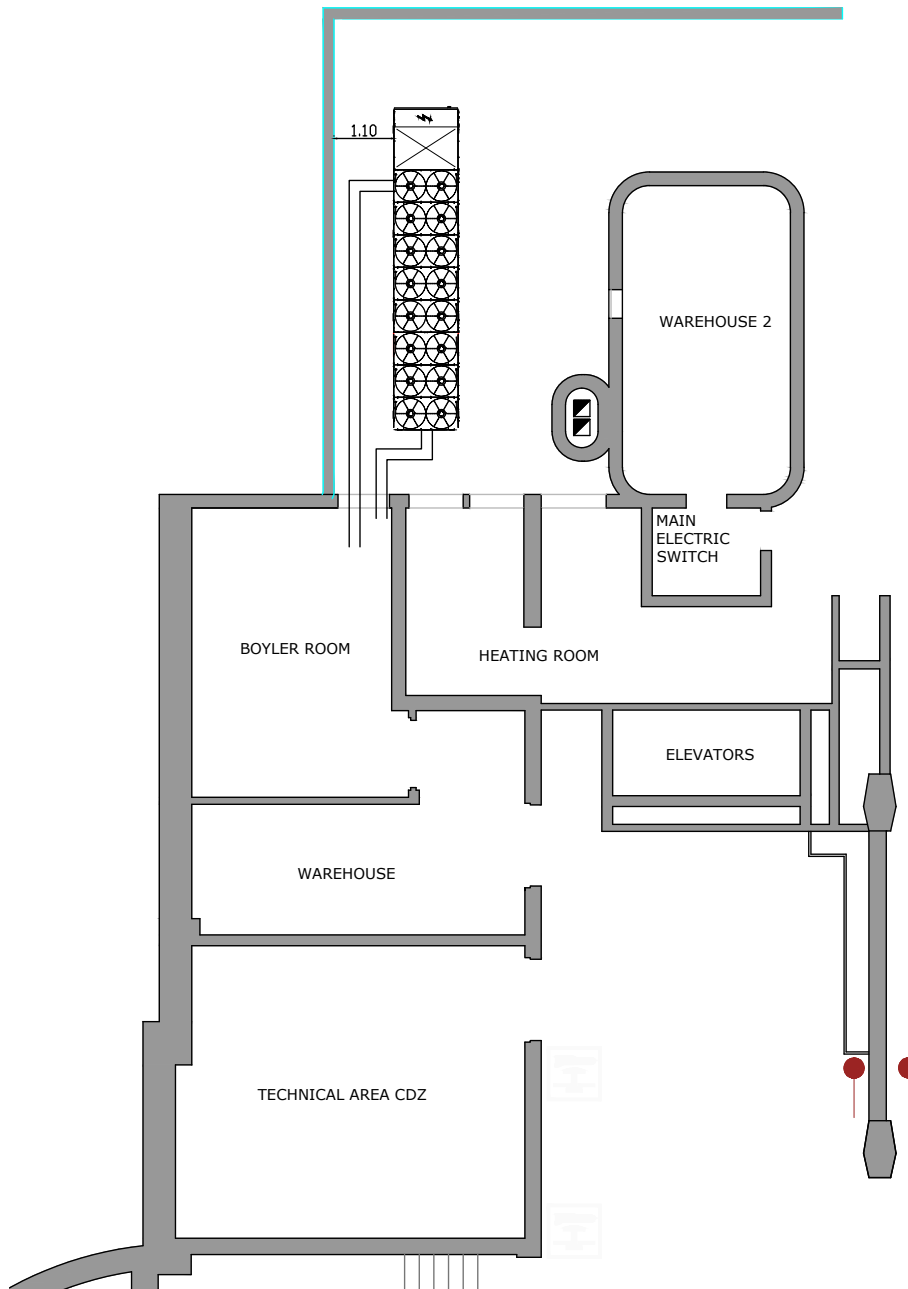 1.10
WAREHOUSE 2
MAIN
ELECTRIC
SWITCH
BOYLER ROOM
HEATING ROOM
ELEVATORS
WAREHOUSE
TECHNICAL AREA CDZ